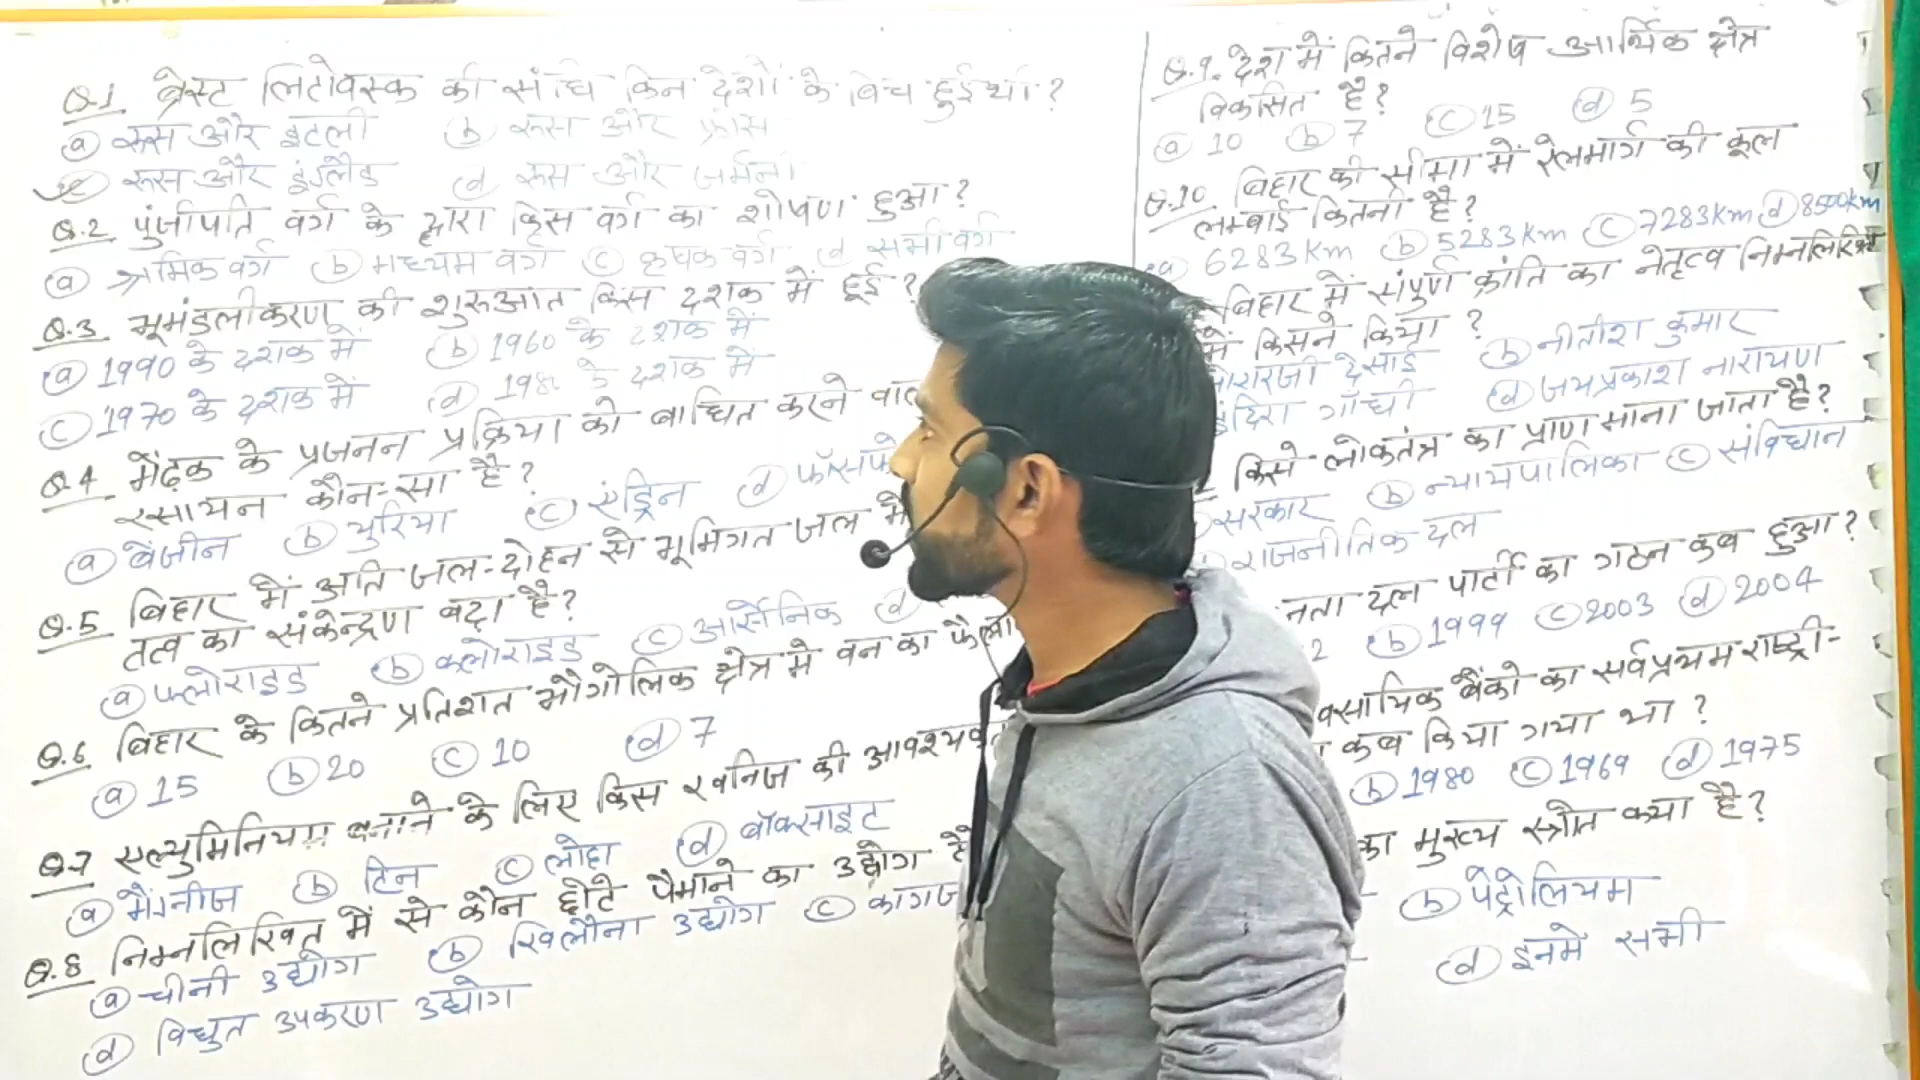 Q.1 ब्रेस्ट लिटोवस्क की संधि किन देशों के बिच हुई थी?
(a) रूस और इटली (b) रूस और फ्रांस
(c) रूस और इंग्लैंड (d) रूस और जर्मनी
Q.2 पुंजीपति वर्ग के द्वारा किस वर्ग का शोषण हुआ?
(a) श्रमिक वर्ग (b) मध्यम वर्ग (c) कृषक वर्ग (d) सभी वर्ग
Q.3 भूमंडलीकरण की शुरुआत किस दशक में हुई?
(a) 1990 के दशक में (b) 1960 के दशक में
(c) 1970 के दशक में (d) 198 के दशक में
Q.4 मेंढ़क के प्रजनन प्रक्रिया को बाधित करने
रसायन कौन-सा है?
(a) बेंजीन (b) युरिया (c) एंड्रिन (d)
Q.5 बिहार में अति जल-दोहन से भूमिगत जल में
तत्व का संकेन्द्रण बढ़ा है?
(a) फ्लोराइड (b) क्लोराइड (c) आर्सेनिक (d)
Q.6 बिहार के कितने प्रतिशत भौगोलिक क्षेत्र में वन का
(a) 15 (b) 20 (c) 10 (d) 7
Q.7 एल्युमिनियम बनाने के लिए किस खनिज की
(a) मैंगनीज (b) टिन (c) लोहा (d) बॉक्साइट
Q.8 निम्नलिखित में से कौन छोटे पैमाने का उद्योग है
(a) चीनी उद्योग (b) खिलौना उद्योग (c) कागज
(d) विधुत उपकरण उद्योग
Q.9. देश में कितने विशेष आर्थिक क्षेत्र
विकसित है?
(a) 10 (b) 7 (c) 15 (d) 5
Q.10. बिहार की सीमा में रेलमार्ग की कूल
लम्बाई कितनी है?
(a) 6283 Km (b) 5283 Km (c) 7283 Km (d) 8500 km
बिहार में संपुर्ण क्रांति का नेतृत्व निम्नलिखित
में किसने किया?
मोरारजी देसाई (b) नीतीश कुमार
इंदिरा गाँधी (d) जयप्रकाश नारायण
किसे लोकतंत्र का प्राण माना जाता है?
सरकार (b) न्यायपालिका (c) संविधान
राजनीतिक दल
दल पार्टी का गठन कब हुआ?
2 (b) 1999 (c) 2003 (d) 2004
बैंको का सर्वप्रथम राष्ट्री-
कब किया गया था?
(b) 1980 (c) 1969 (d) 1975
का मुख्य स्त्रोत क्या है?
(b) पेट्रोलियम
(d) इनमे सभी